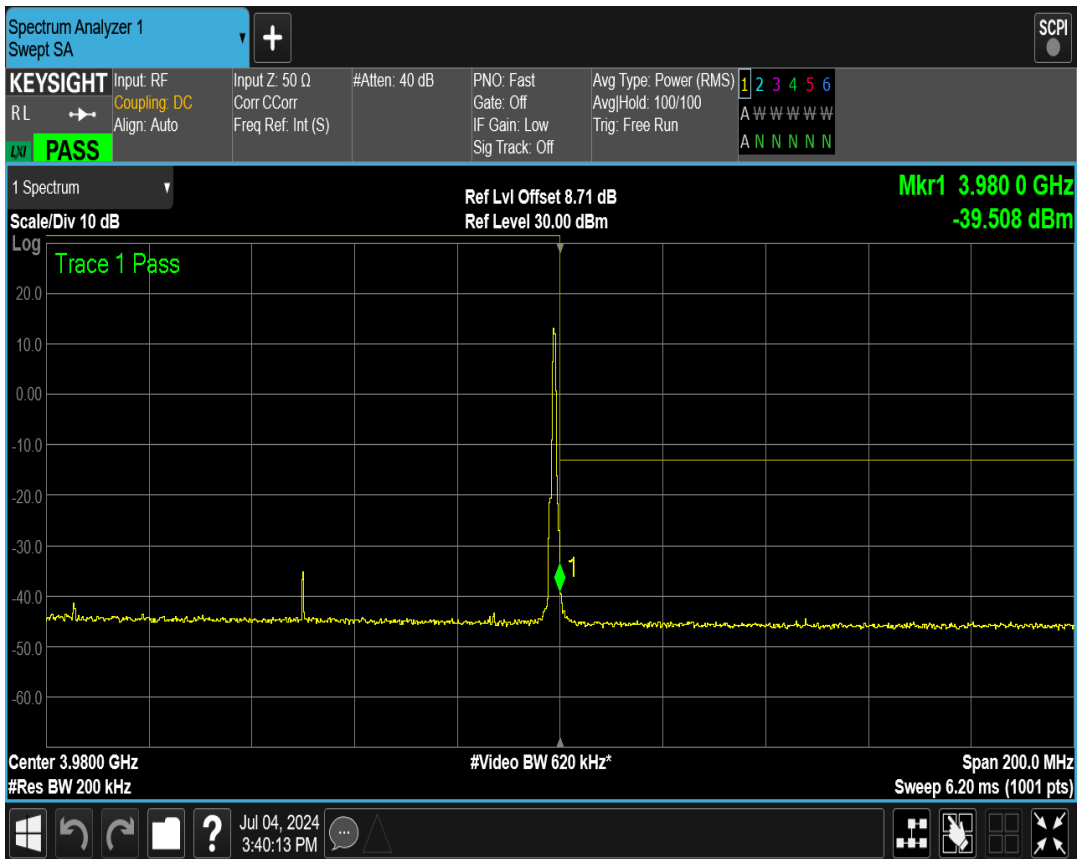 Spectrum Analyzer 1
Swept SA
SCPI
KEYSIGHT
R L
LXI PASS
Input: RF
Coupling: DC
Align: Auto
Input Z: 50 Ω
Corr CCorr
Freq Ref: Int (S)
#Atten: 40 dB
PNO: Fast
Gate: Off
IF Gain: Low
Sig Track: Off
Avg Type: Power (RMS)
Avg|Hold: 100/100
Trig: Free Run
1 2 3 4 5 6
A W W W W W
A N N N N N
1 Spectrum
Scale/Div 10 dB
Ref Lvl Offset 8.71 dB
Ref Level 30.00 dBm
Mkr1 3.980 0 GHz
-39.508 dBm
Log
Trace 1 Pass
20.0
10.0
0.00
-10.0
-20.0
-30.0
1
-40.0
-50.0
-60.0
Center 3.9800 GHz
#Video BW 620 kHz*
Span 200.0 MHz
#Res BW 200 kHz
Sweep 6.20 ms (1001 pts)
?
Jul 04, 2024
3:40:13 PM